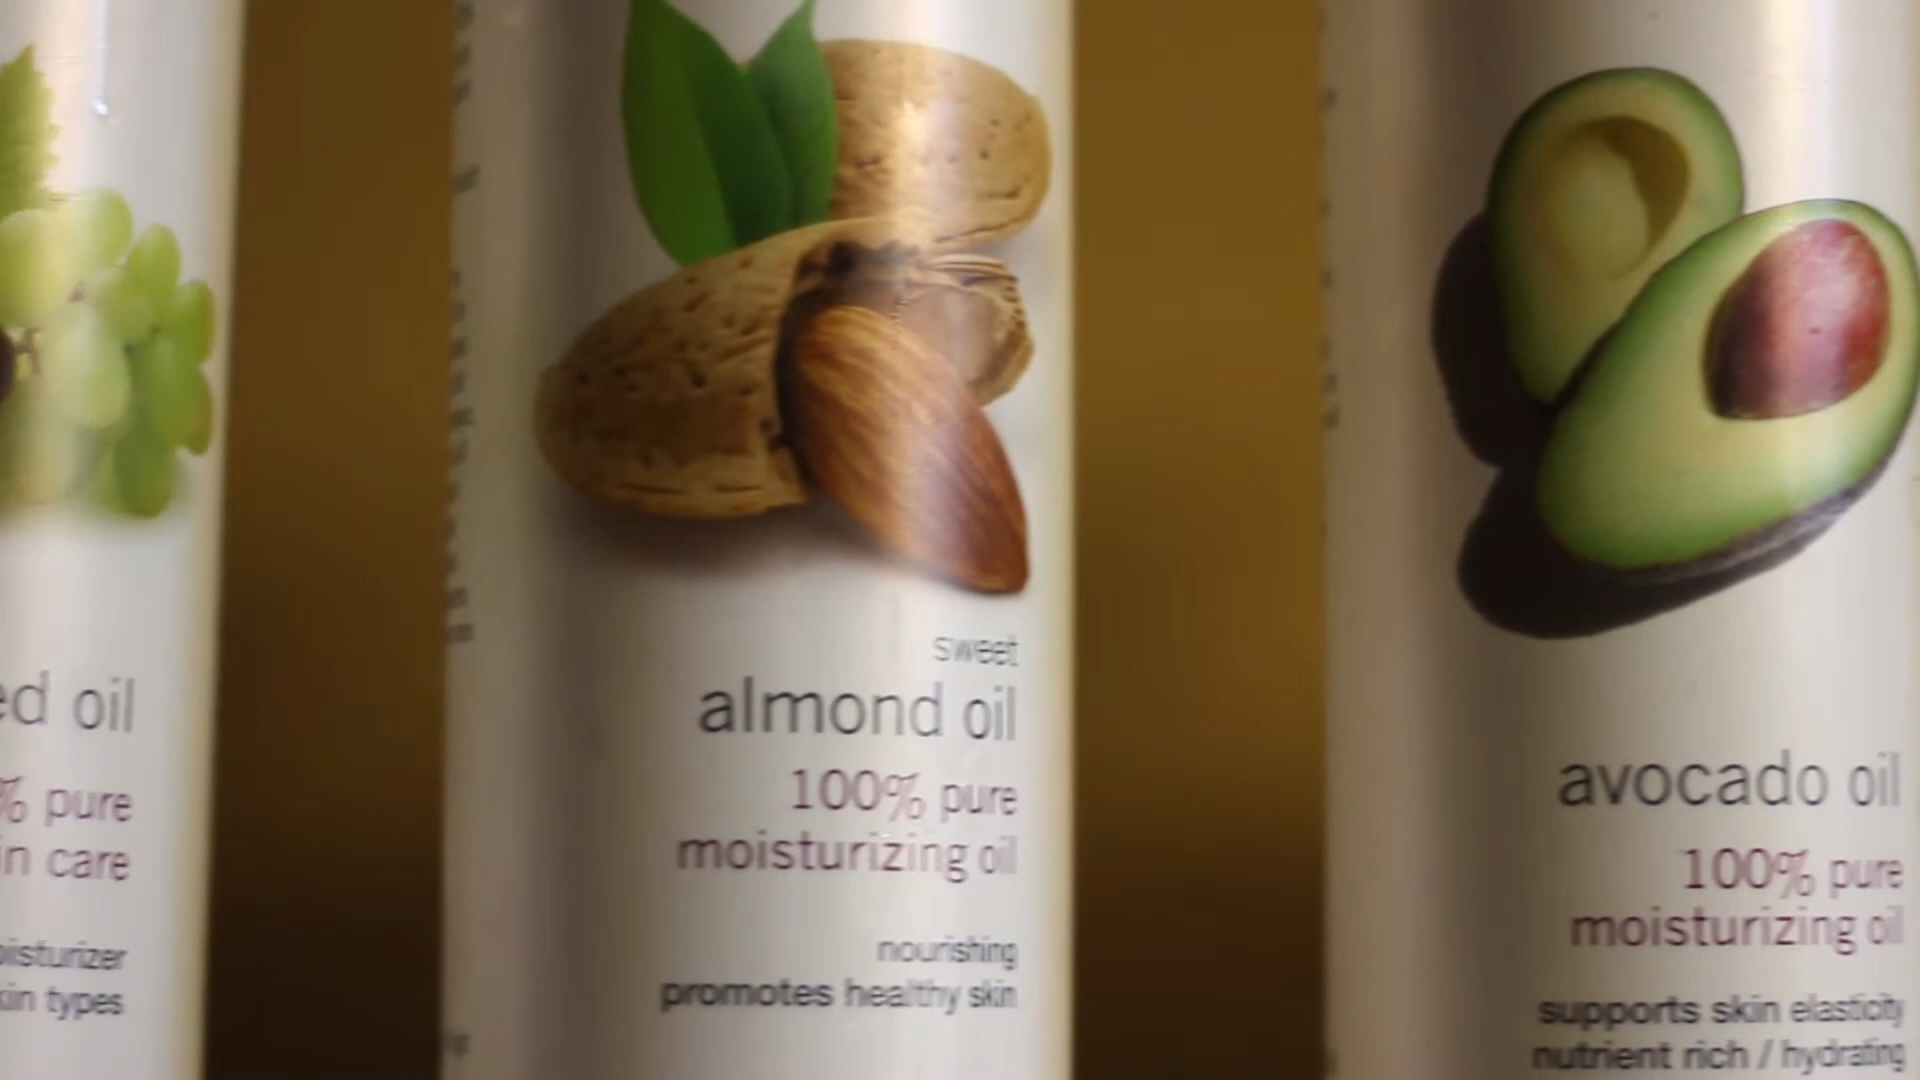 ed oil
% pure
in care
oisturizer
kin types
sweet
almond oil
100% pure
moisturizing oil
nourishing
promotes healthy skin
avocado oil
100% pure
moisturizing oil
supports skin elasticity
nutrient rich / hydrating